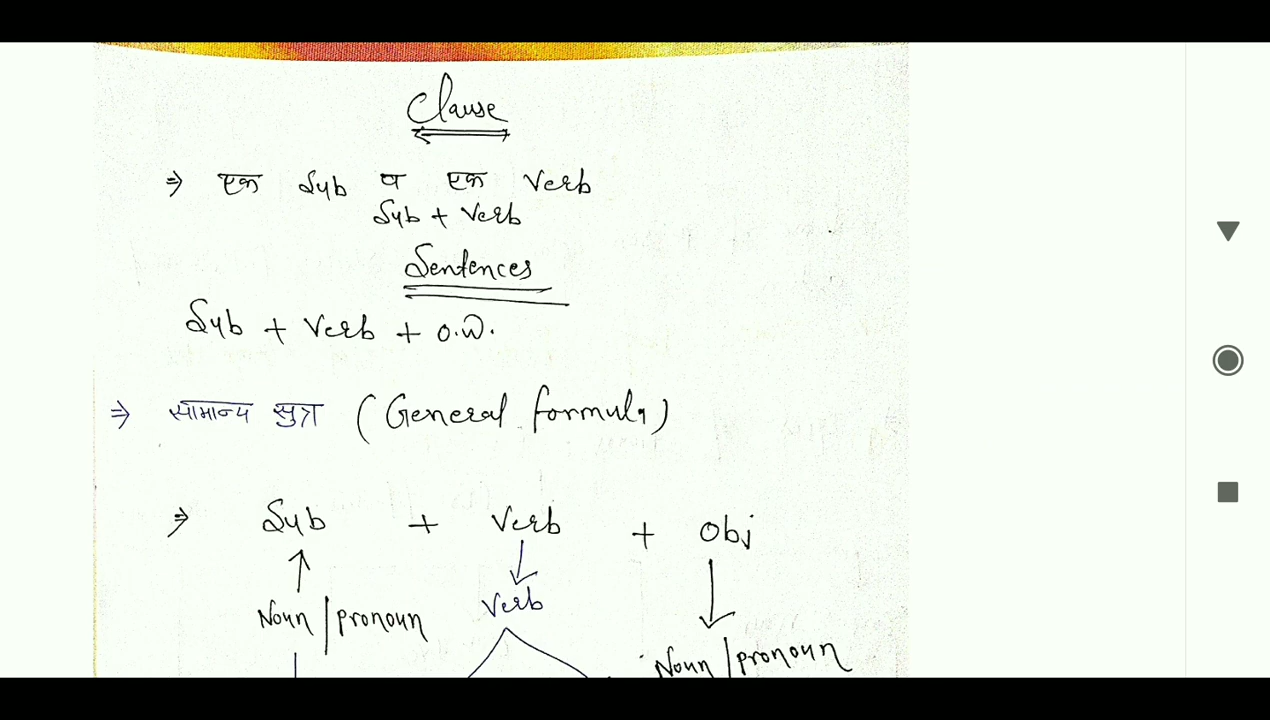 Clause
⇒ एक Sub व एक Verb
Sub + Verb
Sentences
Sub + Verb + O.W.
⇒ सामान्य सुत्र (General formula)
⇒ Sub + Verb + Obj
Noun / pronoun Verb Noun / pronoun